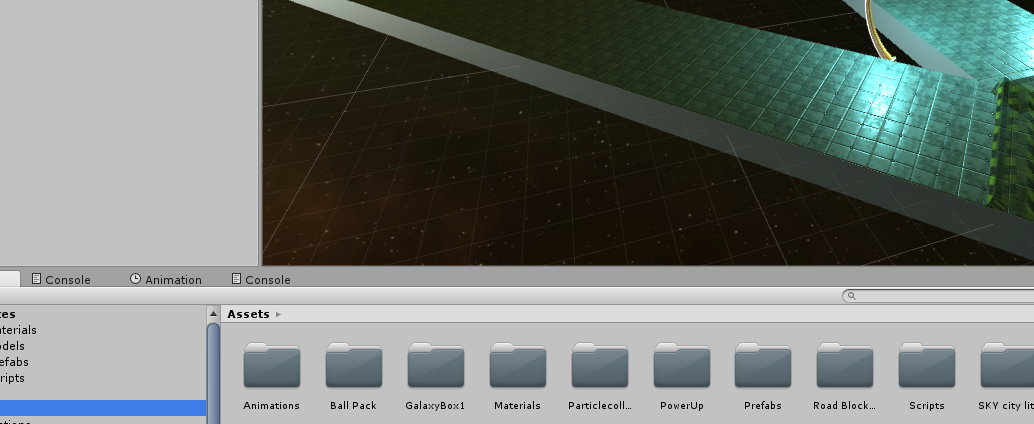 Console Animation Console
tes Assets
aterials
odels
efabs
ripts
Animations Ball Pack GalaxyBox1 Materials Particlecoll... PowerUp Prefabs Road Block... Scripts SKY city lit